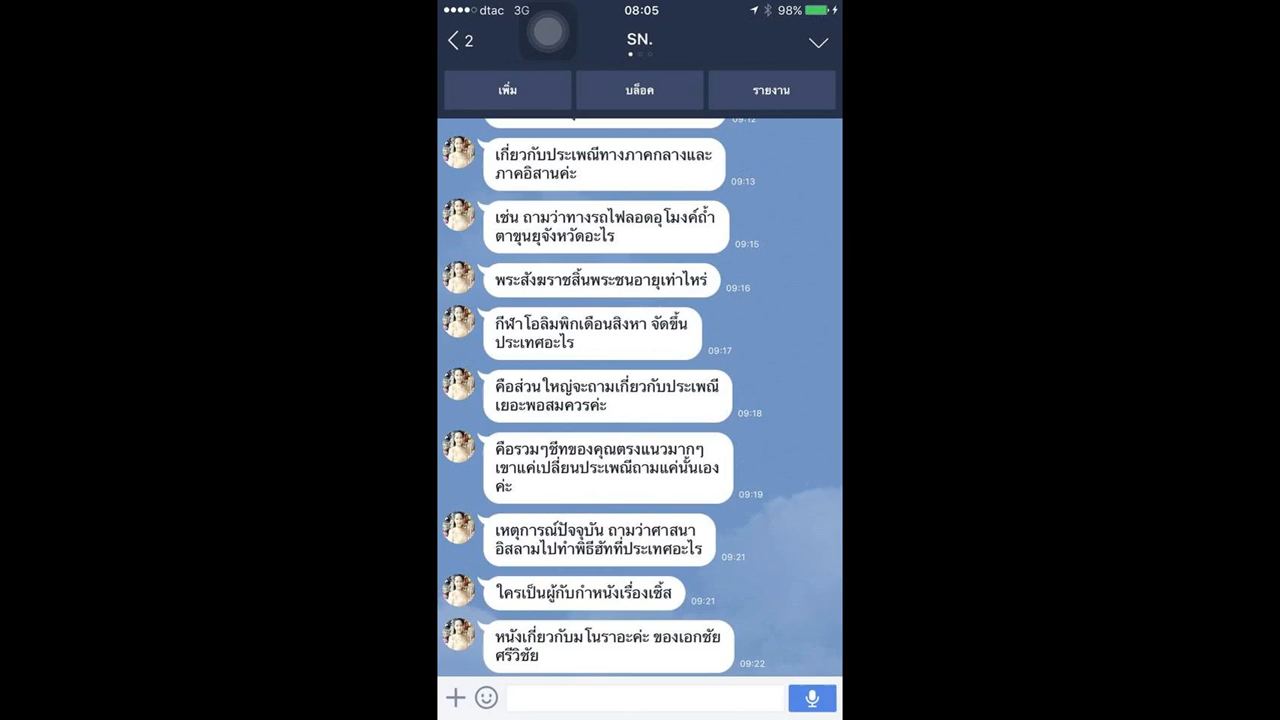 dtac 3G 08:05 98%
2 SN.
เพิ่ม บล็อค รายงาน
09:12
เกี่ยวกับประเพณีทางภาคกลางและ
ภาคอิสานค่ะ
09:13
เช่น ถามว่าทางรถไฟลอดอุโมงค์ถ้ำ
ตาขุนยุจังหวัดอะไร
09:15
พระสังฆราชสิ้นพระชนอายุเท่าไหร่
09:16
กีฬาโอลิมพิกเดือนสิงหา จัดขึ้น
ประเทศอะไร
09:17
คือส่วนใหญ่จะถามเกี่ยวกับประเพณี
เยอะพอสมควรค่ะ
09:18
คือรวมๆชีทของคุณตรงแนวมากๆ
เขาแค่เปลี่ยนประเพณีถามแค่นั้นเอง
ค่ะ
09:19
เหตุการณ์ปัจจุบัน ถามว่าศาสนา
อิสลามไปทำพิธีฮัทที่ประเทศอะไร
09:21
ใครเป็นผู้กับกำหนังเรื่องเซิ้ส
09:21
หนังเกี่ยวกับมโนราอะค่ะ ของเอกชัย
ศรีวิชัย
09:22